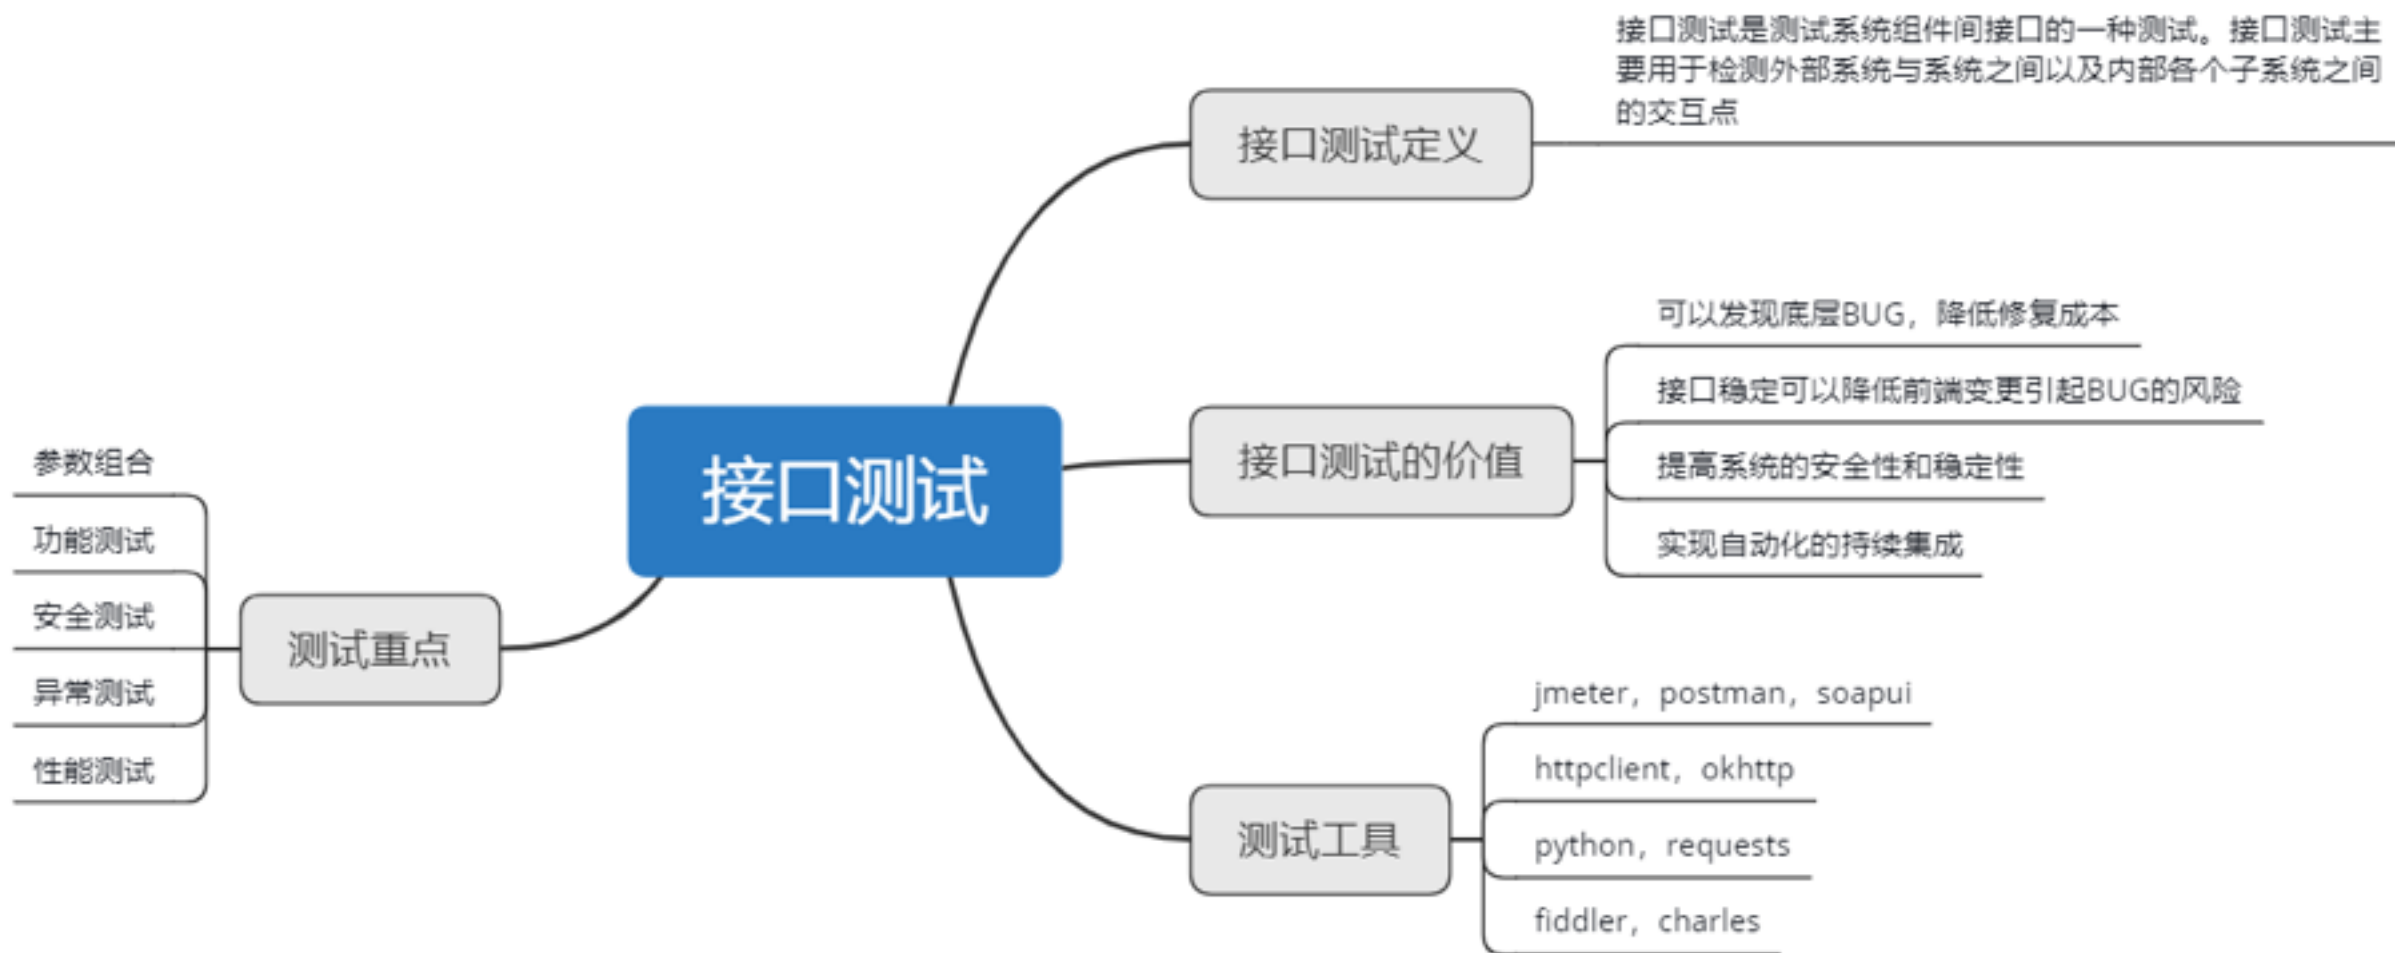 接口测试
接口测试定义
接口测试是测试系统组件间接口的一种测试。接口测试主
要用于检测外部系统与系统之间以及内部各个子系统之间
的交互点
接口测试的价值
可以发现底层BUG，降低修复成本
接口稳定可以降低前端变更引起BUG的风险
提高系统的安全性和稳定性
实现自动化的持续集成
测试工具
jmeter，postman，soapui
httpclient，okhttp
python，requests
fiddler，charles
测试重点
参数组合
功能测试
安全测试
异常测试
性能测试